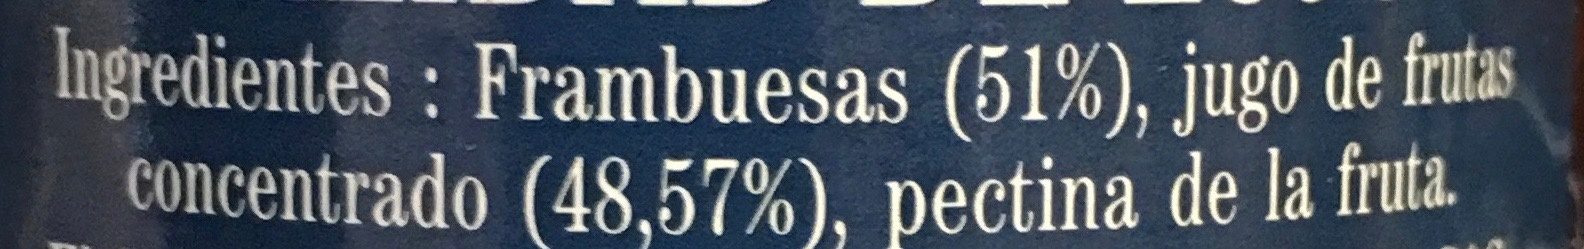 Ingredientes : Frambuesas (51%), jugo de frutas
concentrado (48,57%), pectina de la fruta.